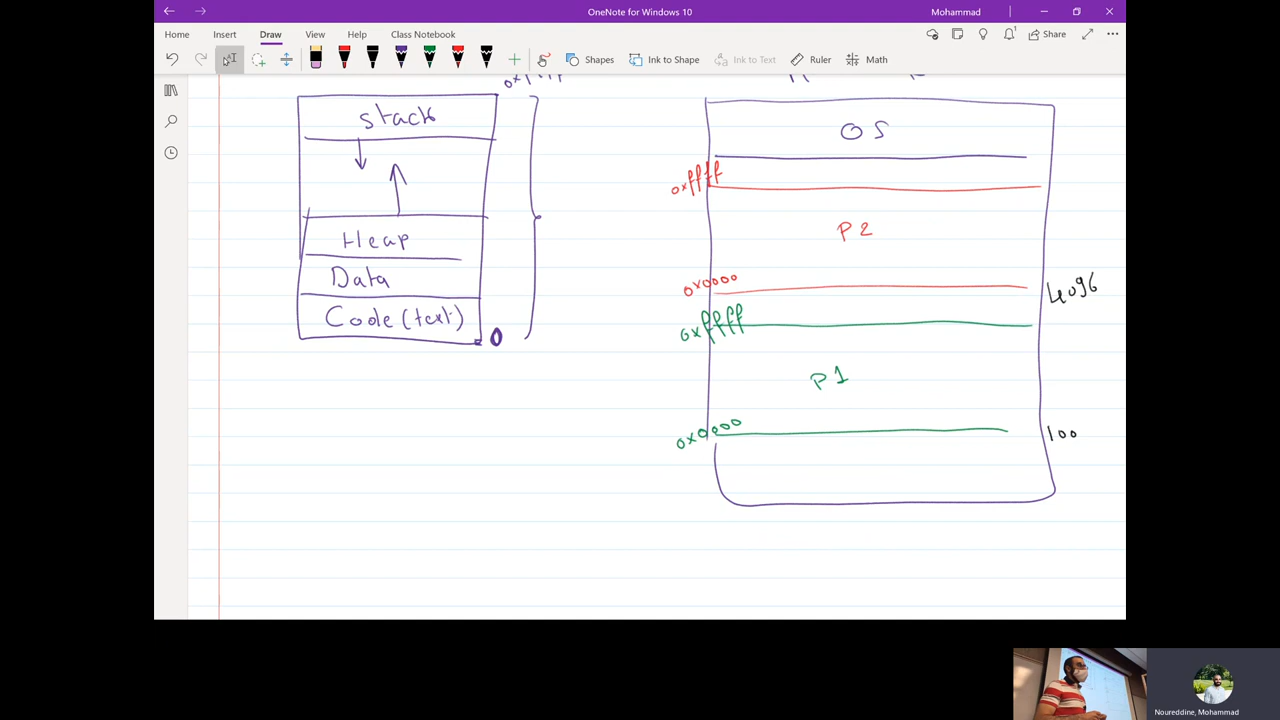 OneNote for Windows 10
Mohammad
Home Insert Draw View Help Class Notebook
Share
Shapes Ink to Shape Ink to Text Ruler Math
stack
Heap
Data
Code (text)
0
OS
0xffff
P2
0x0000
4096
0xffff
P1
0x0000
100
Noureddine, Mohammad